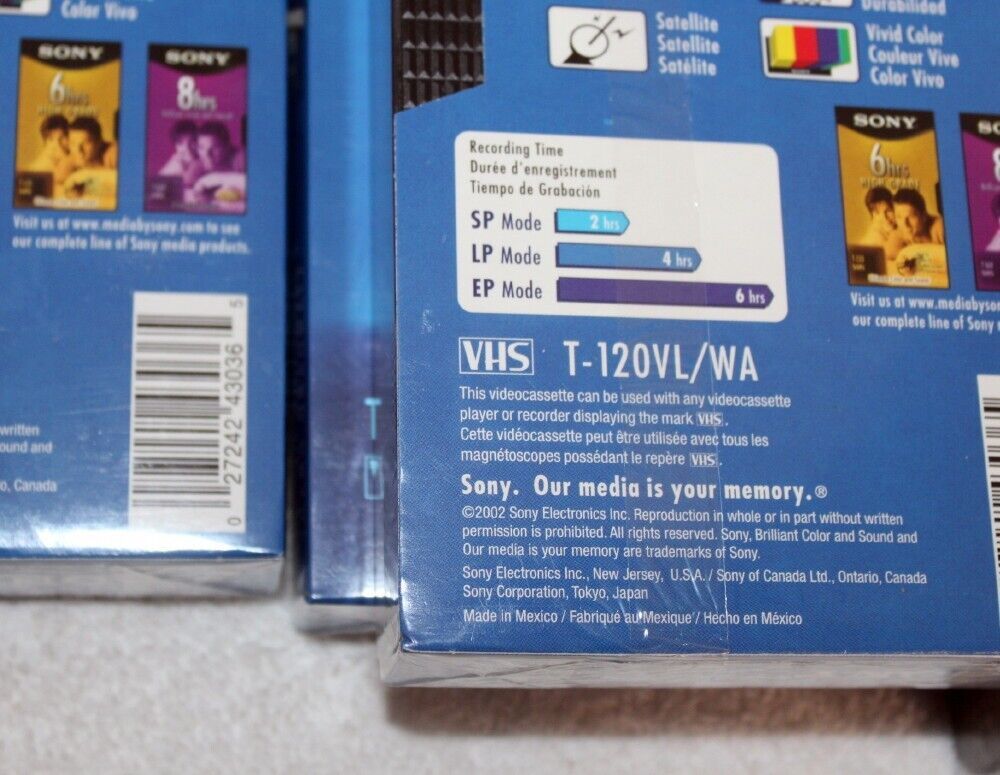 Color Vivo
SONY
6hrs
HIGH GRADE
SONY
8hrs
Visit us at www.mediabysony.com to see
our complete line of Sony media products.
0 27242 43036 5
written
ound and
o, Canada
T
Satellite
Satellite
Satélite
Durabilidad
Vivid Color
Couleur Vive
Color Vivo
Recording Time
Durée d'enregistrement
Tiempo de Grabación
SP Mode 2 hrs
LP Mode 4 hrs
EP Mode 6 hrs
SONY
6hrs
HIGH GRADE
SO
8
Visit us at www.mediabyso
our complete line of Sony
VHS T-120VL/WA
This videocassette can be used with any videocassette
player or recorder displaying the mark VHS.
Cette vidéocassette peut être utilisée avec tous les
magnétoscopes possédant le repère VHS.
Sony. Our media is your memory.®
©2002 Sony Electronics Inc. Reproduction in whole or in part without written
permission is prohibited. All rights reserved. Sony, Brilliant Color and Sound and
Our media is your memory are trademarks of Sony.
Sony Electronics Inc., New Jersey, U.S.A. / Sony of Canada Ltd., Ontario, Canada
Sony Corporation, Tokyo, Japan
Made in Mexico / Fabriqué au Mexique / Hecho en México